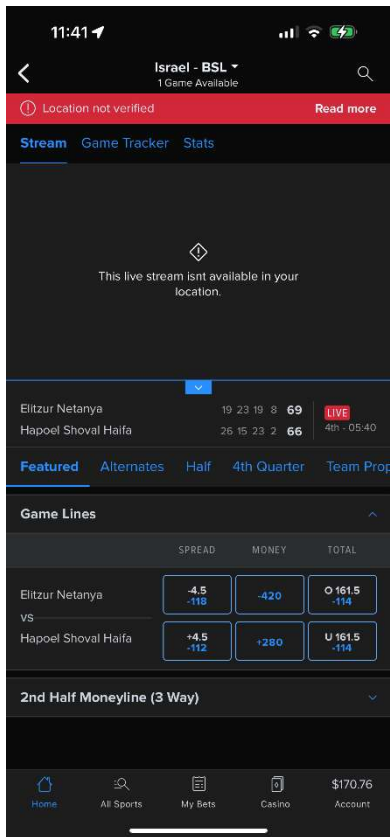 11:41
Israel - BSL
1 Game Available
Location not verified Read more
Stream Game Tracker Stats
This live stream isnt available in your
location.
Elitzur Netanya 19 23 19 8 69 LIVE
Hapoel Shoval Haifa 26 15 23 2 66 4th - 05:40
Featured Alternates Half 4th Quarter Team Prop
Game Lines
SPREAD MONEY TOTAL
Elitzur Netanya -4.5 -118 -420 O 161.5 -114
vs
Hapoel Shoval Haifa +4.5 -112 +280 U 161.5 -114
2nd Half Moneyline (3 Way)
Home All Sports My Bets Casino $170.76 Account